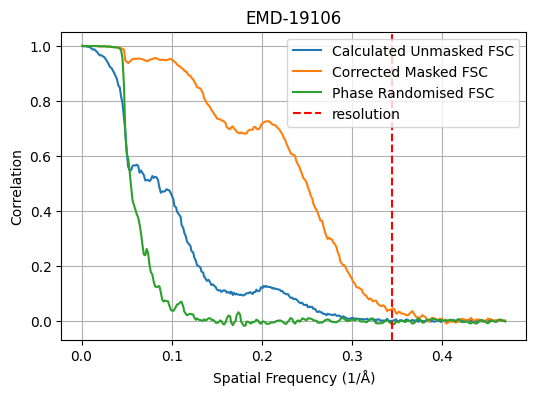 EMD-19106
Calculated Unmasked FSC
Corrected Masked FSC
Phase Randomised FSC
resolution
Correlation
1.0
0.8
0.6
0.4
0.2
0.0
0.0 0.1 0.2 0.3 0.4
Spatial Frequency (1/Å)